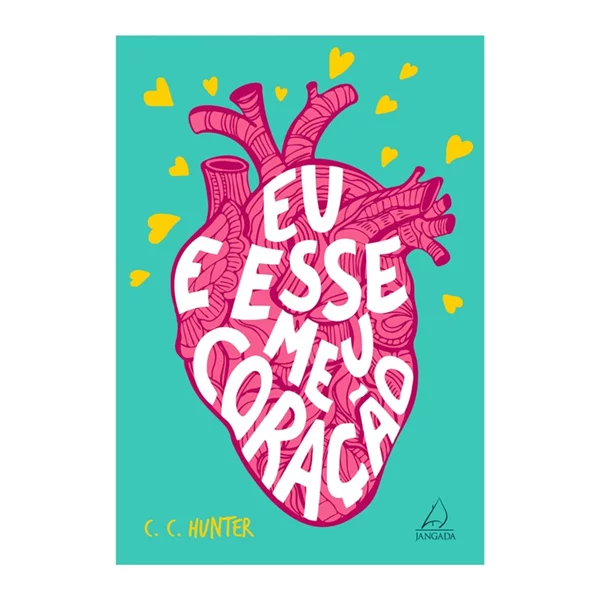 EU
E ESSE
MEU
CORAÇÃO
C. C. HUNTER
JANGADA